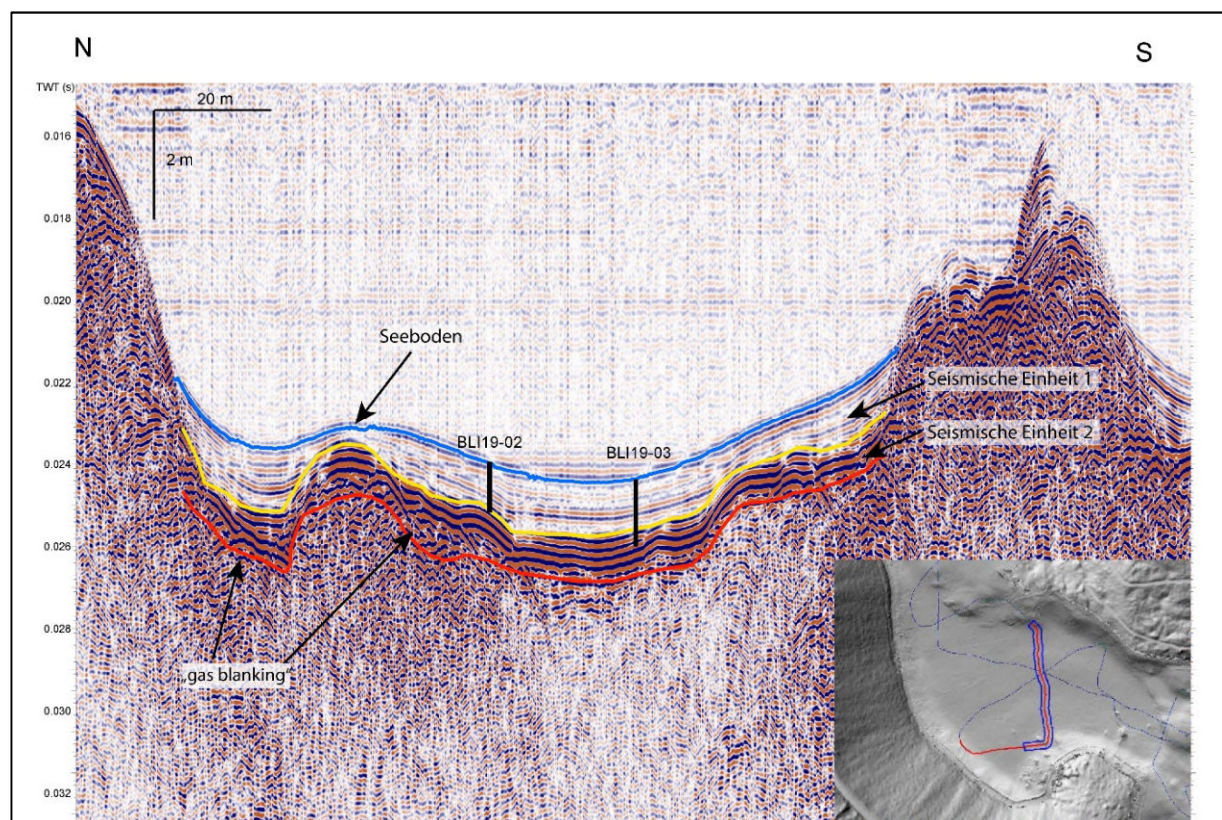 N
S
TWT (s)
20 m
2 m
0.016
0.018
0.020
0.022
0.024
0.026
0.028
0.030
0.032
Seeboden
BLI19-02
BLI19-03
Seismische Einheit 1
Seismische Einheit 2
„gas blanking“